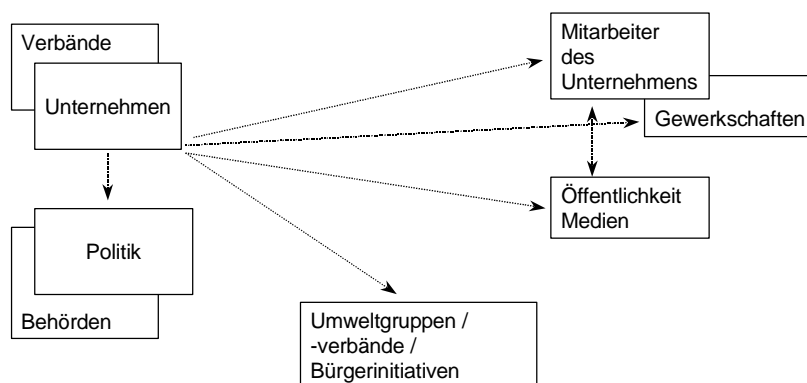 Verbände
Unternehmen
Mitarbeiter
des
Unternehmens
Gewerkschaften
Öffentlichkeit
Medien
Politik
Behörden
Umweltgruppen /
-verbände /
Bürgerinitiativen